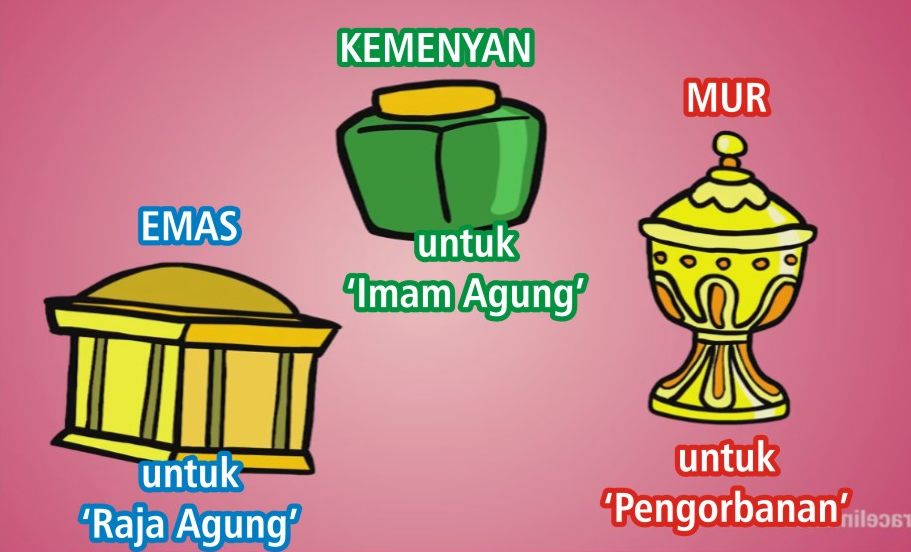 KEMENYAN
untuk
‘Imam Agung’
MUR
untuk
‘Pengorbanan’
EMAS
untuk
‘Raja Agung’